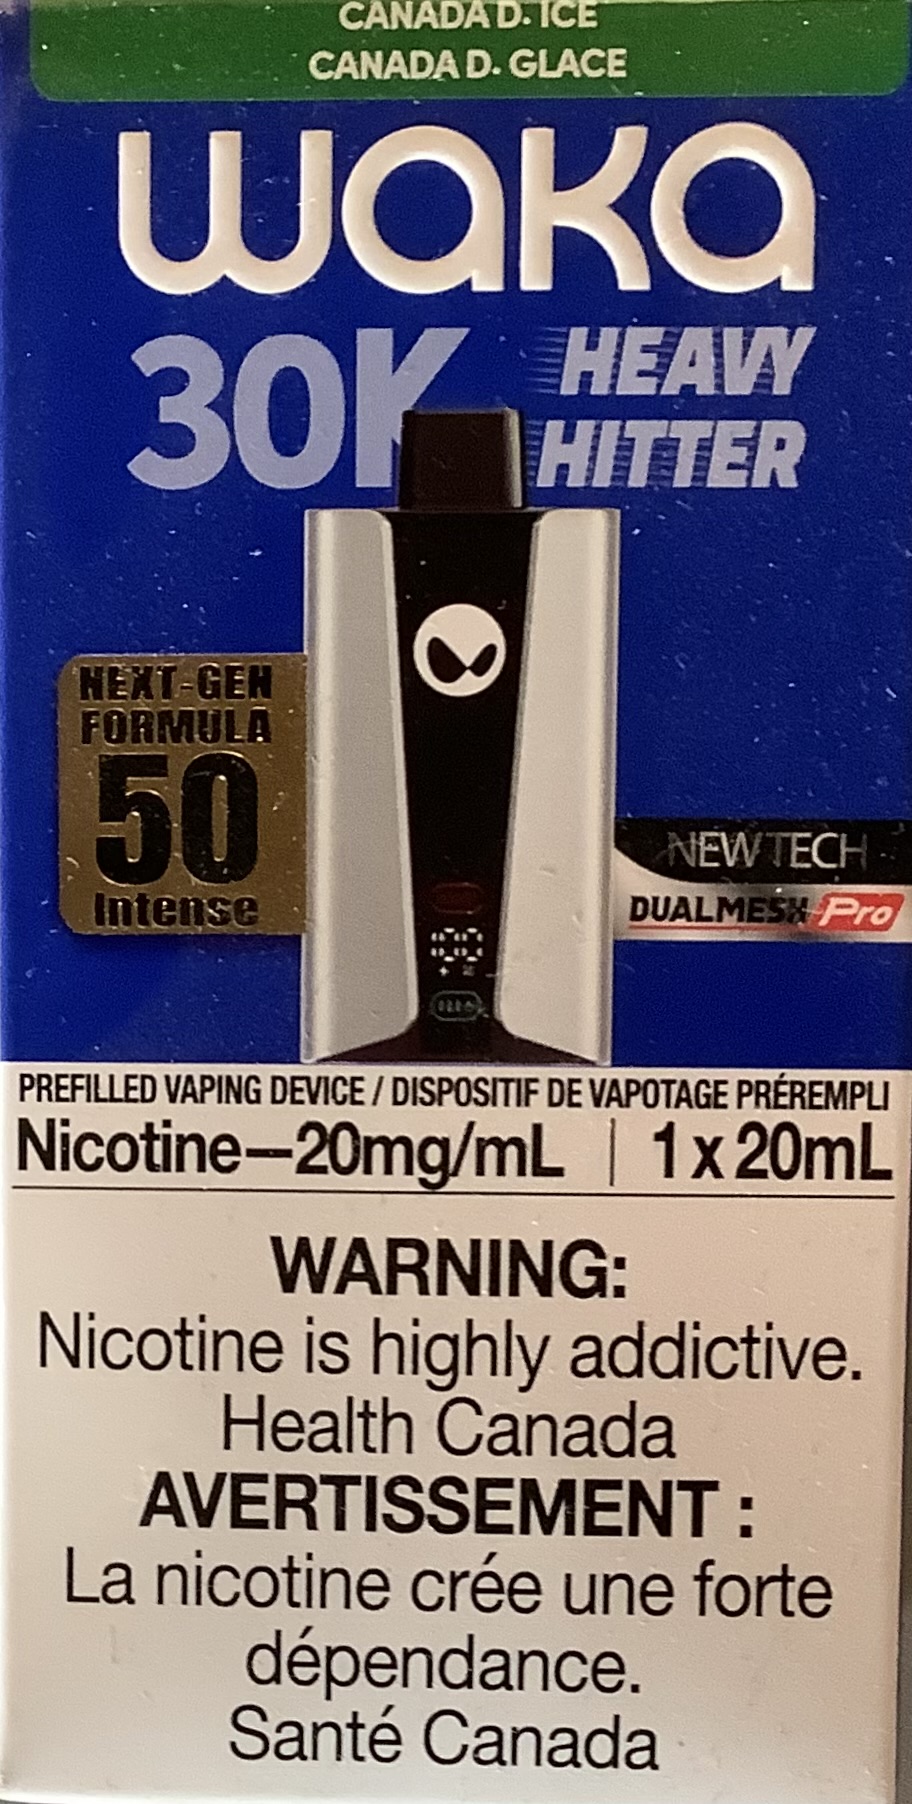 CANADA D. ICE
CANADA D. GLACE
waka
30K
HEAVY
HITTER
NEXT-GEN
FORMULA
50
Intense
NEW TECH
DUALMESH Pro
PREFILLED VAPING DEVICE / DISPOSITIF DE VAPOTAGE PRÉREMPLI
Nicotine–20mg/mL | 1 x 20mL
WARNING:
Nicotine is highly addictive.
Health Canada
AVERTISSEMENT :
La nicotine crée une forte
dépendance.
Santé Canada